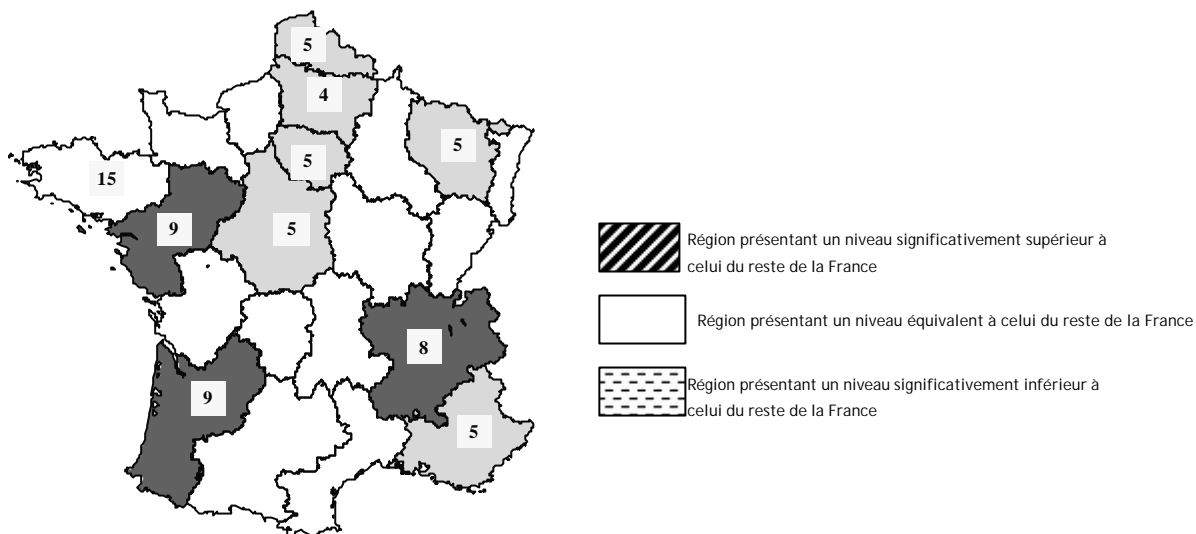 5
4
5
5
15
9
5
8
9
5
Région présentant un niveau significativement supérieur à
celui du reste de la France
Région présentant un niveau équivalent à celui du reste de la France
Région présentant un niveau significativement inférieur à
celui du reste de la France